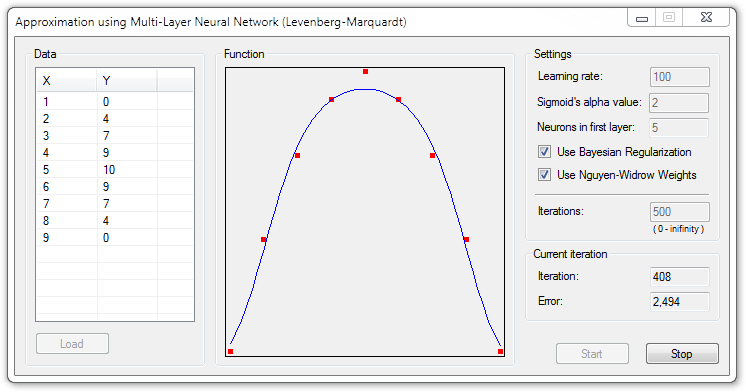 Approximation using Multi-Layer Neural Network (Levenberg-Marquardt)
Data
X Y
1 0
2 4
3 7
4 9
5 10
6 9
7 7
8 4
9 0
Load
Function
Settings
Learning rate: 100
Sigmoid's alpha value: 2
Neurons in first layer: 5
Use Bayesian Regularization
Use Nguyen-Widrow Weights
Iterations: 500
( 0 - inifinity )
Current iteration
Iteration: 408
Error: 2,494
Start Stop